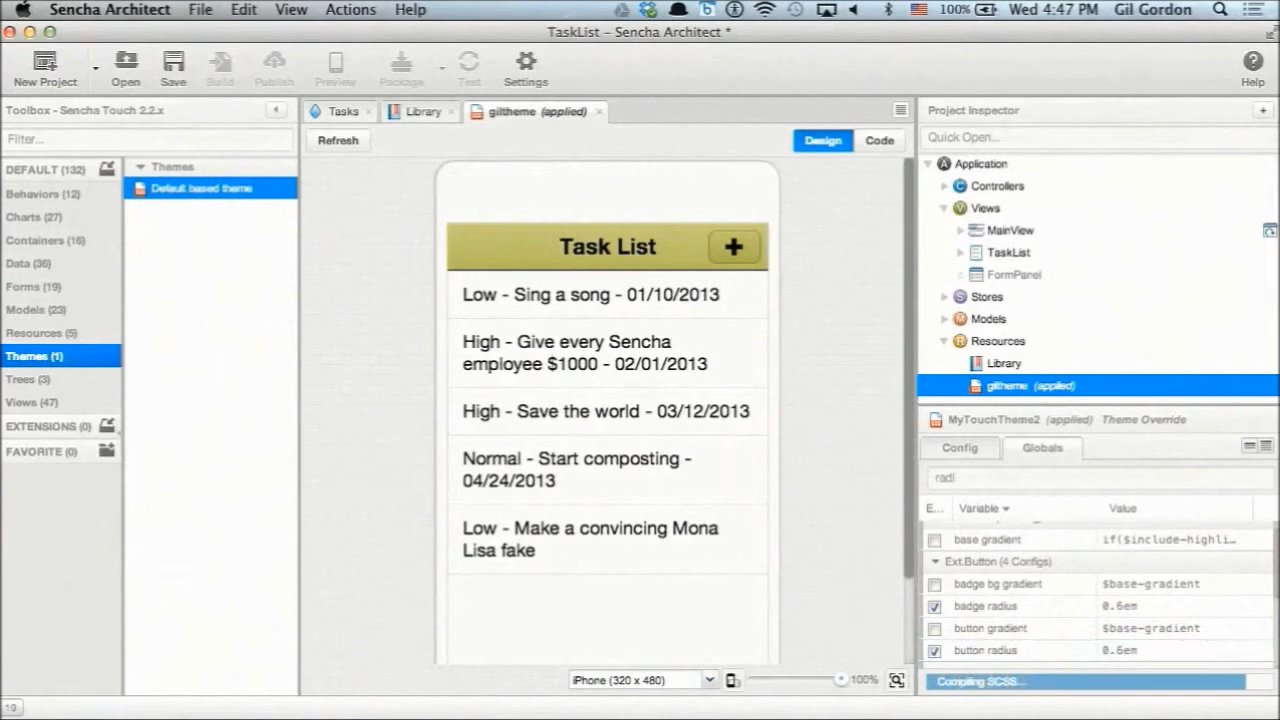 Sencha Architect File Edit View Actions Help 100% Wed 4:47 PM Gil Gordon
TaskList – Sencha Architect *
New Project Open Save Build Publish Preview Package Test Settings Help
Toolbox - Sencha Touch 2.2.x
Filter...
DEFAULT (132)
Behaviors (12)
Charts (27)
Containers (16)
Data (36)
Forms (19)
Models (23)
Resources (5)
Themes (1)
Trees (3)
Views (47)
EXTENSIONS (0)
FAVORITE (0)
Themes
Default based theme
Tasks Library giltheme (applied)
Refresh Design Code
Task List
Low - Sing a song - 01/10/2013
High - Give every Sencha
employee $1000 - 02/01/2013
High - Save the world - 03/12/2013
Normal - Start composting -
04/24/2013
Low - Make a convincing Mona
Lisa fake
iPhone (320 x 480) 100%
Project Inspector
Quick Open...
Application
Controllers
Views
MainView
TaskList
FormPanel
Stores
Models
Resources
Library
giltheme (applied)
MyTouchTheme2 (applied) Theme Override
Config Globals
radi
E... Variable Value
base gradient if($include-highli...
Ext.Button (4 Configs)
badge bg gradient $base-gradient
badge radius 0.6em
button gradient $base-gradient
button radius 0.6em
Compiling SCSS...